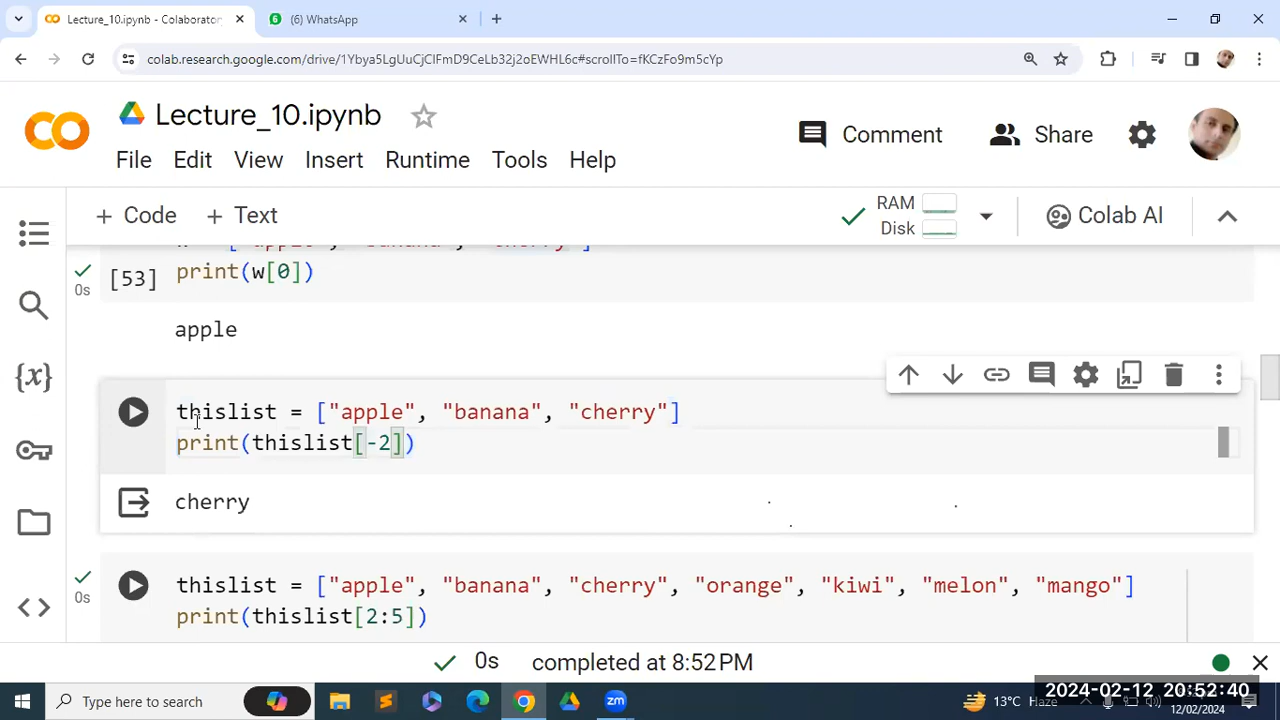 Lecture_10.ipynb - Colaboratory
(6) WhatsApp
colab.research.google.com/drive/1Ybya5LgUuCjClFmD9CeLb32j2oEWHL6c#scrollTo=fKCzFo9m5cYp
Lecture_10.ipynb
Comment
Share
File Edit View Insert Runtime Tools Help
+ Code + Text
RAM
Disk
Colab AI
w = ["apple", "banana", "cherry"]
[53] print(w[0])
0s
apple
thislist = ["apple", "banana", "cherry"]
print(thislist[-2])
cherry
thislist = ["apple", "banana", "cherry", "orange", "kiwi", "melon", "mango"]
0s
print(thislist[2:5])
0s completed at 8:52 PM
Type here to search
13°C Haze
2024-02-12 20:52:40
12/02/2024